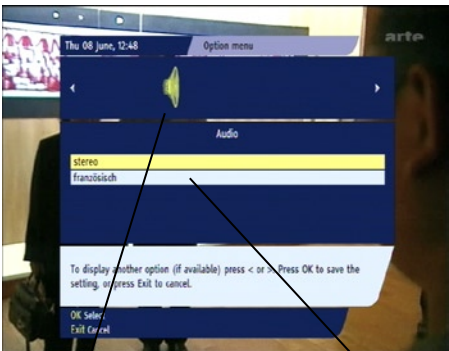 arte
Thu 08 June, 12:48
Option menu
Audio
stereo
französisch
To display another option (if available) press < or >. Press OK to save the
setting, or press Exit to cancel.
OK Select
Exit Cancel